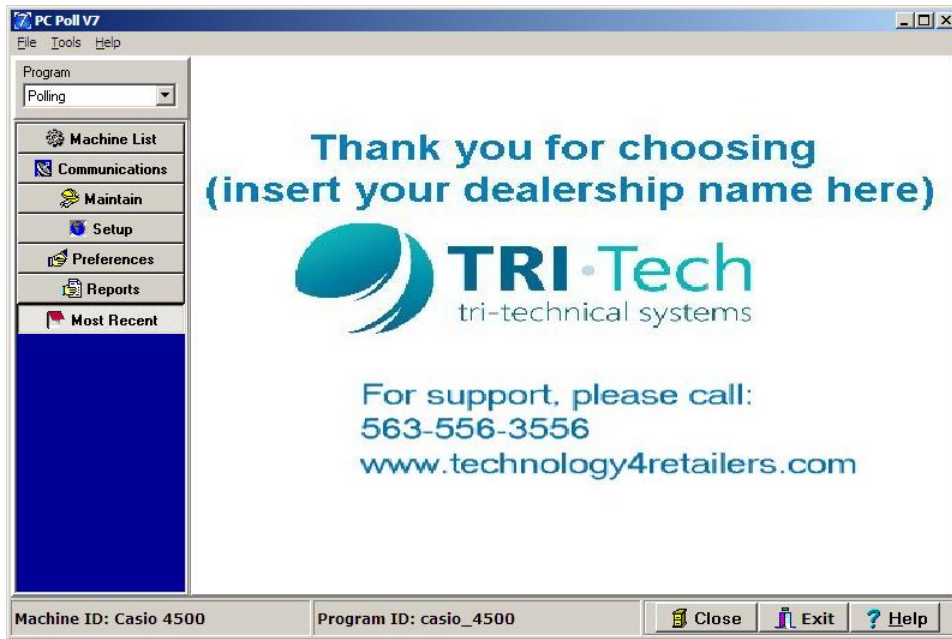 PC Poll V7
File Tools Help
Program
Polling
Machine List
Communications
Maintain
Setup
Preferences
Reports
Most Recent
Thank you for choosing
(insert your dealership name here)
TRI-Tech
tri-technical systems
For support, please call:
563-556-3556
www.technology4retailers.com
Machine ID: Casio 4500
Program ID: casio_4500
Close
Exit
? Help